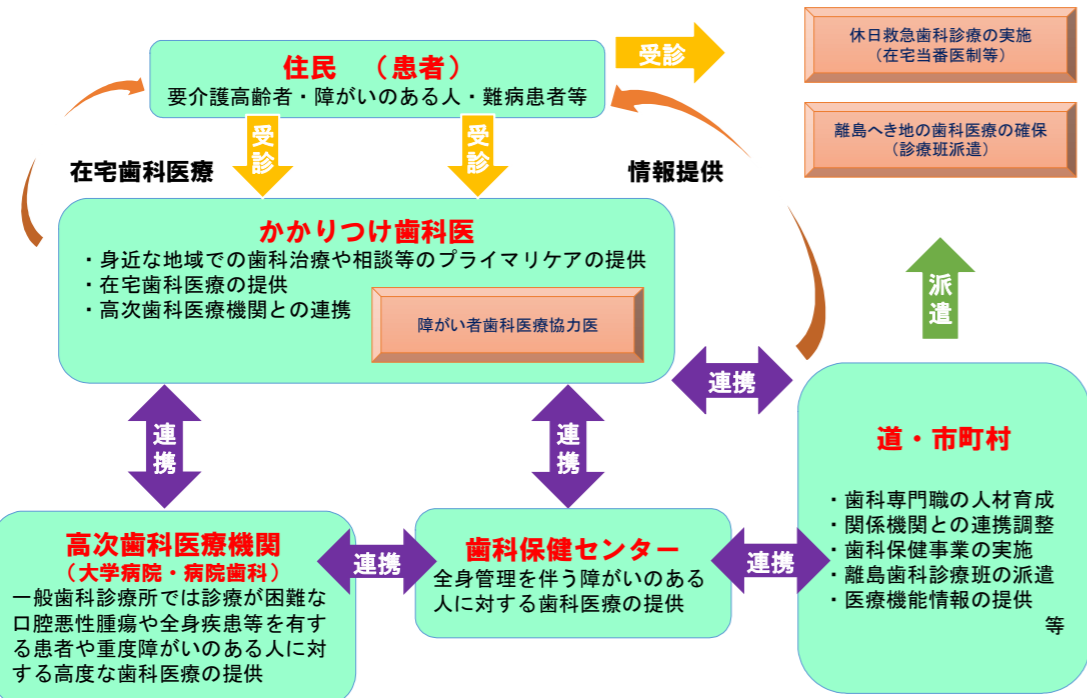 住民　（患者）
要介護高齢者・障がいのある人・難病患者等
受診
休日救急歯科診療の実施
（在宅当番医制等）
離島へき地の歯科医療の確保
（診療班派遣）
受診
受診
在宅歯科医療
情報提供
かかりつけ歯科医
・身近な地域での歯科治療や相談等のプライマリケアの提供
・在宅歯科医療の提供
・高次歯科医療機関との連携
障がい者歯科医療協力医
派遣
連携
連携
連携
道・市町村
・歯科専門職の人材育成
・関係機関との連携調整
・歯科保健事業の実施
・離島歯科診療班の派遣
・医療機能情報の提供
等
高次歯科医療機関
（大学病院・病院歯科）
一般歯科診療所では診療が困難な
口腔悪性腫瘍や全身疾患等を有す
る患者や重度障がいのある人に対
する高度な歯科医療の提供
連携
歯科保健センター
全身管理を伴う障がいのある
人に対する歯科医療の提供
連携